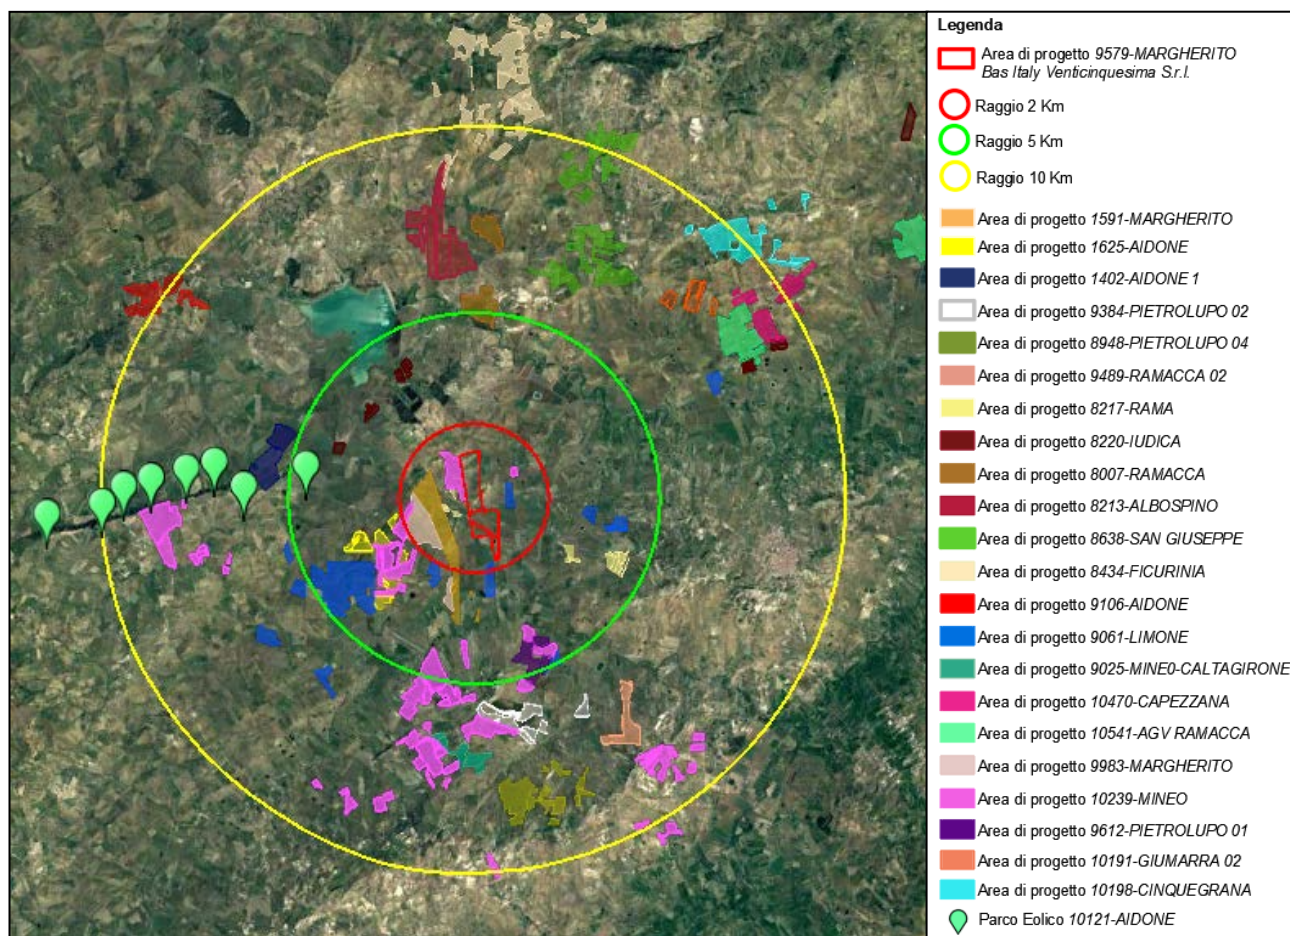 Legenda
Area di progetto 9579-MARGHERITO
Bas Italy Venticinquesima S.r.l.
Raggio 2 Km
Raggio 5 Km
Raggio 10 Km
Area di progetto 1591-MARGHERITO
Area di progetto 1625-AIDONE
Area di progetto 1402-AIDONE 1
Area di progetto 9384-PIETROLUPO 02
Area di progetto 8948-PIETROLUPO 04
Area di progetto 9489-RAMACCA 02
Area di progetto 8217-RAMA
Area di progetto 8220-IUDICA
Area di progetto 8007-RAMACCA
Area di progetto 8213-ALBOSPINO
Area di progetto 8638-SAN GIUSEPPE
Area di progetto 8434-FICURINIA
Area di progetto 9106-AIDONE
Area di progetto 9061-LIMONE
Area di progetto 9025-MINE0-CALTAGIRONE
Area di progetto 10470-CAPEZZANA
Area di progetto 10541-AGV RAMACCA
Area di progetto 9983-MARGHERITO
Area di progetto 10239-MINEO
Area di progetto 9612-PIETROLUPO 01
Area di progetto 10191-GIUMARRA 02
Area di progetto 10198-CINQUEGRANA
Parco Eolico 10121-AIDONE